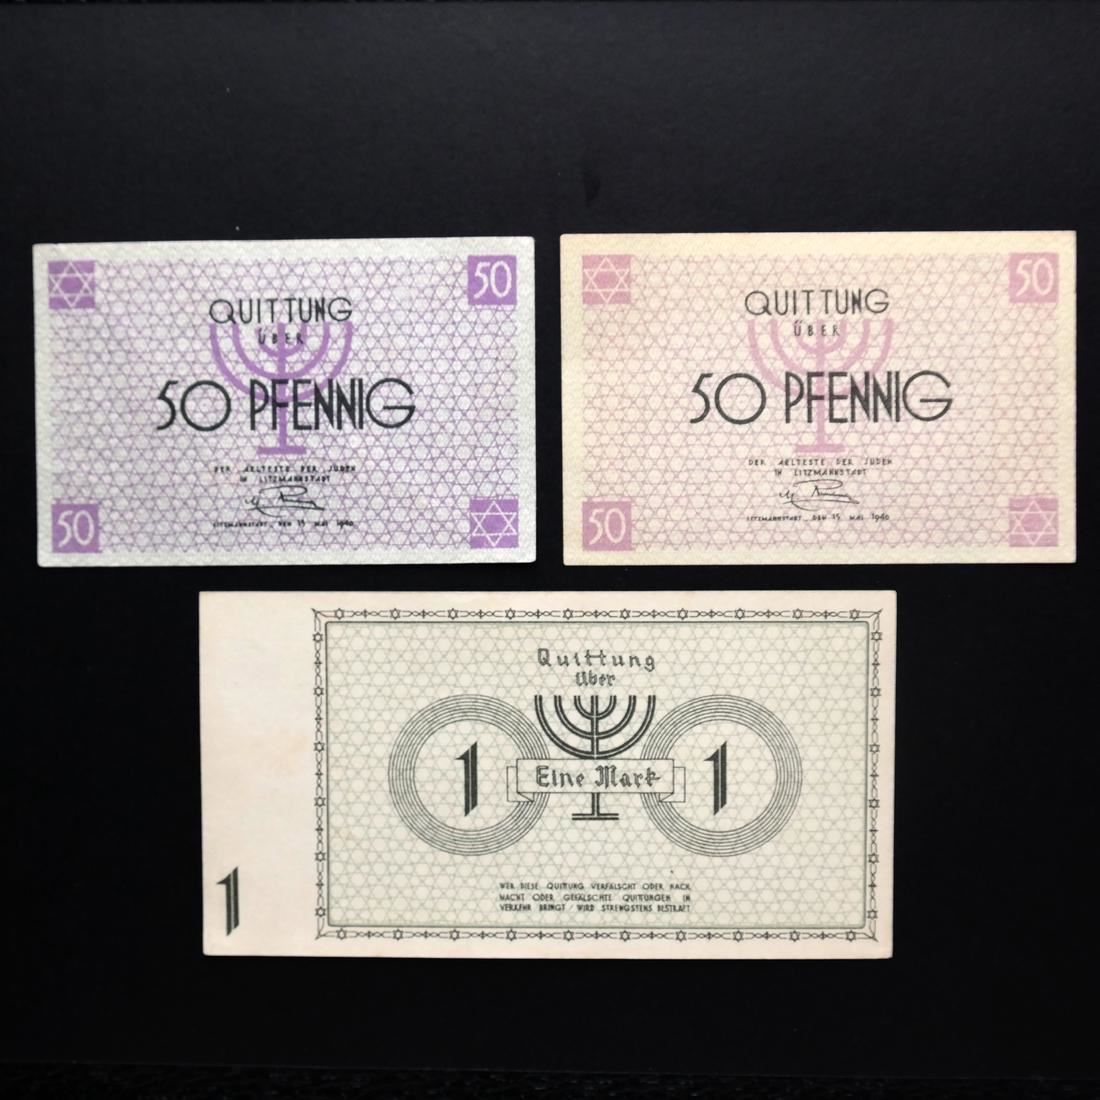 50
QUITTUNG
ÜBER
50 PFENNIG
DER AELTESTE DER JUDEN
IN LITZMANNSTADT
LITZMANNSTADT, DEN 15 MAI 1940
50
50
QUITTUNG
ÜBER
50 PFENNIG
DER AELTESTE DER JUDEN
IN LITZMANNSTADT
LITZMANNSTADT, DEN 15 MAI 1940
50
Quittung
über
1 Eine Mark 1
1
WER DIESE QUITTUNG VERFÄLSCHT ODER NACH
MACHT ODER GEFÄLSCHTE QUITTUNGEN IN
VERKEHR BRINGT / WIRD STRENGSTENS BESTRAFT